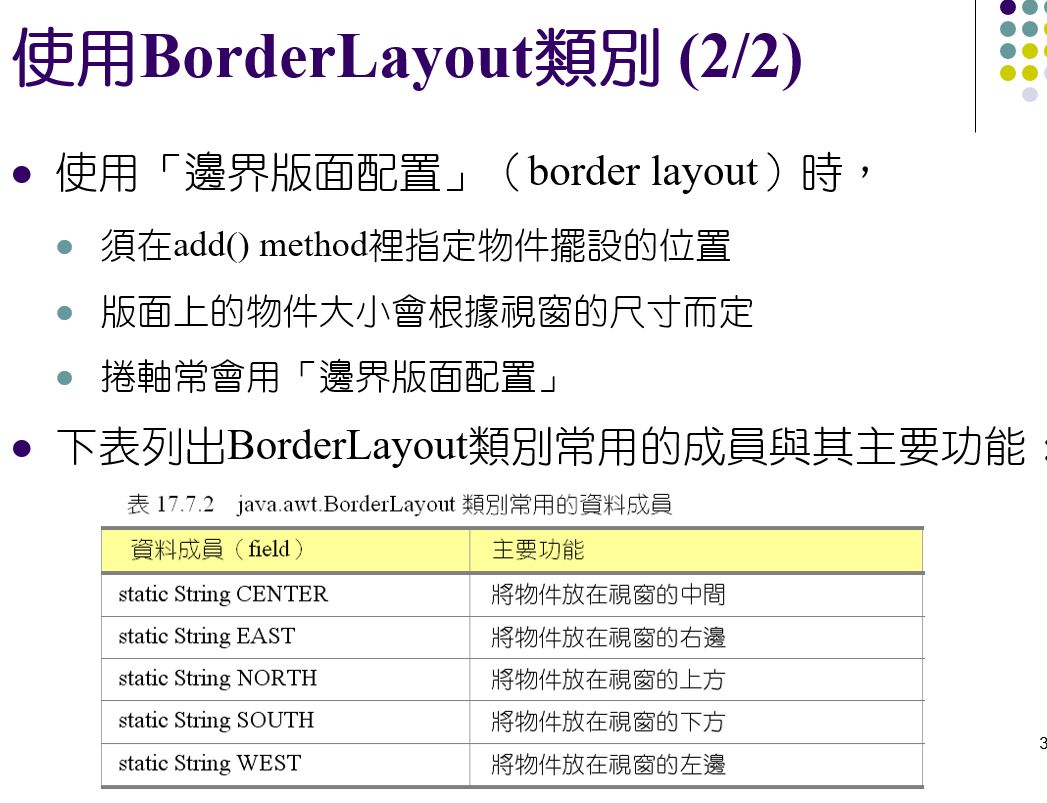 使用BorderLayout類別 (2/2)
使用「邊界版面配置」（border layout）時，
須在add() method裡指定物件擺設的位置
版面上的物件大小會根據視窗的尺寸而定
捲軸常會用「邊界版面配置」
下表列出BorderLayout類別常用的成員與其主要功能：
表 17.7.2 java.awt.BorderLayout 類別常用的資料成員
資料成員（field） 主要功能
static String CENTER 將物件放在視窗的中間
static String EAST 將物件放在視窗的右邊
static String NORTH 將物件放在視窗的上方
static String SOUTH 將物件放在視窗的下方
static String WEST 將物件放在視窗的左邊